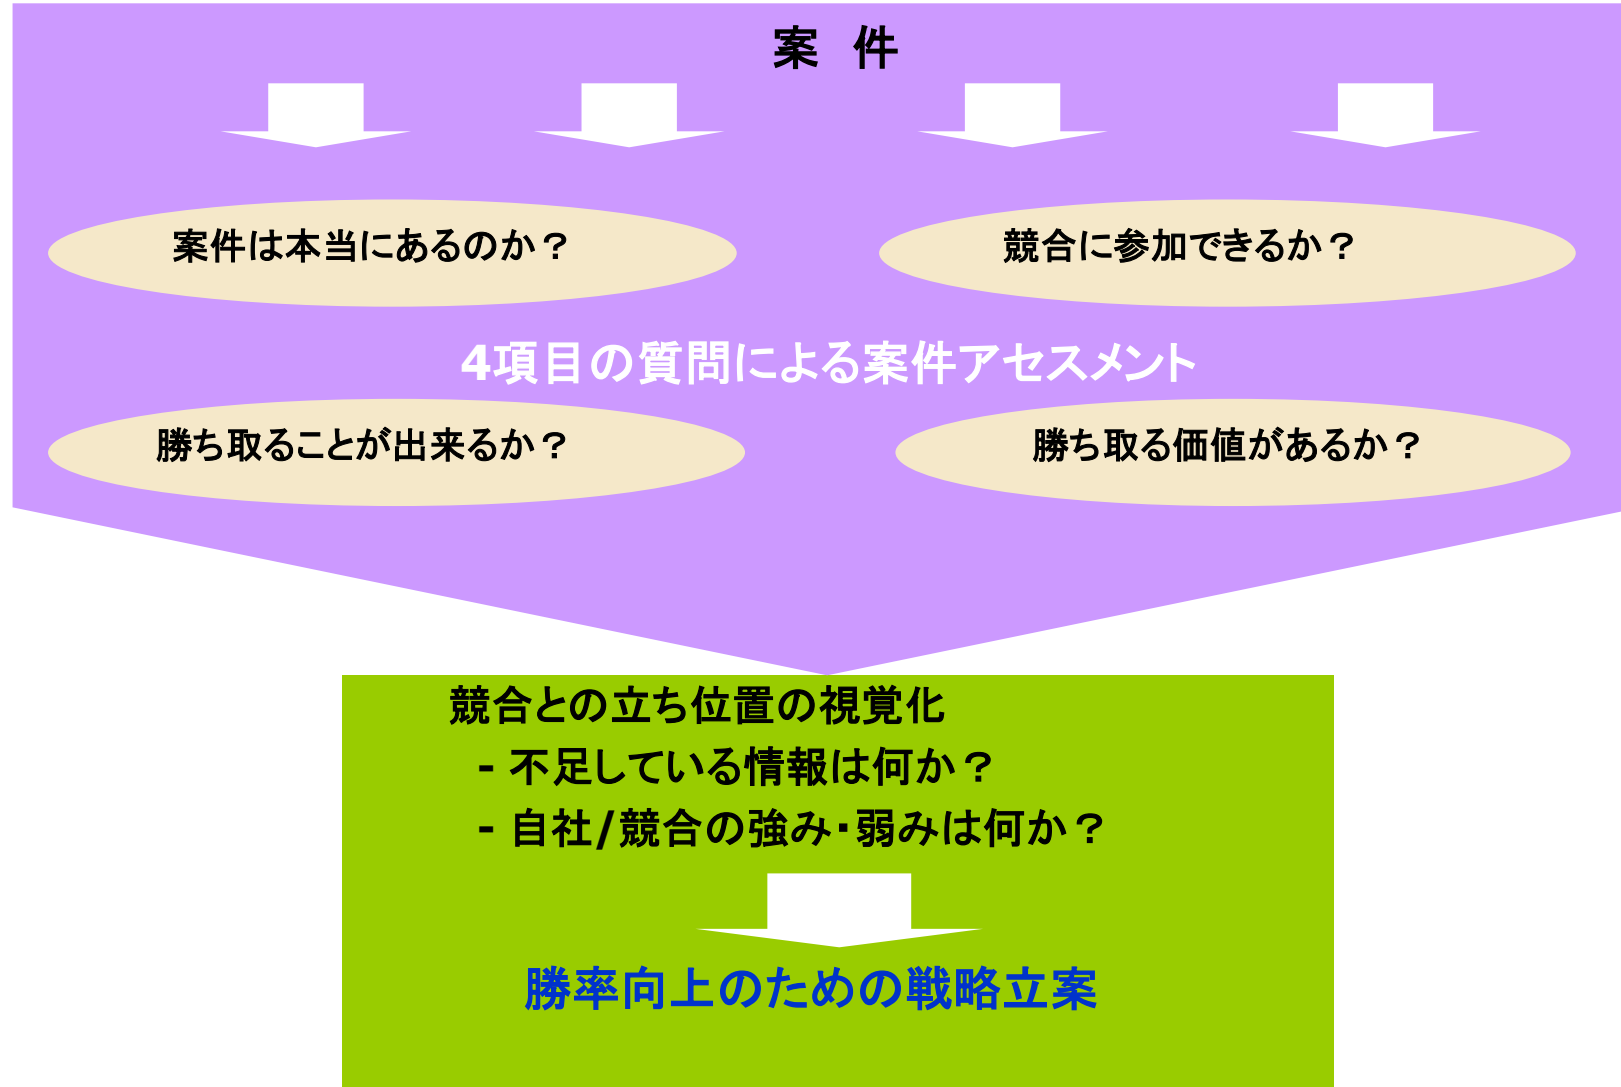 案　件
案件は本当にあるのか？
競合に参加できるか？
4項目の質問による案件アセスメント
勝ち取ることが出来るか？
勝ち取る価値があるか？
競合との立ち位置の視覚化
- 不足している情報は何か？
- 自社/競合の強み・弱みは何か？
勝率向上のための戦略立案